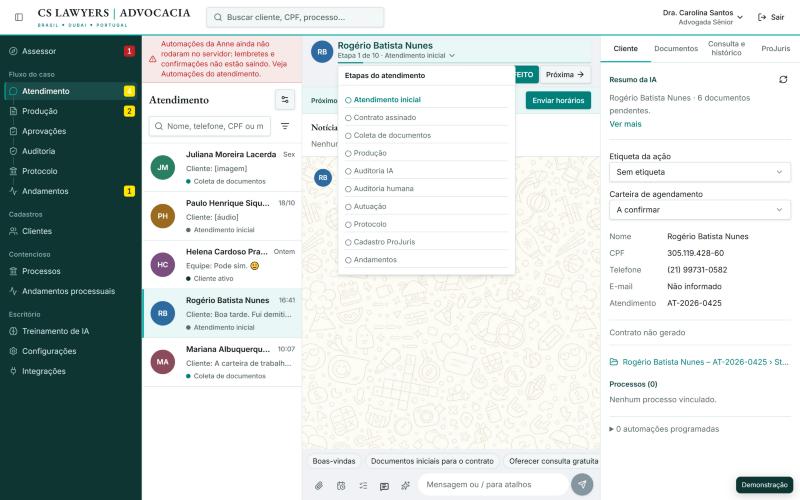 CS LAWYERS | ADVOCACIA
BRASIL • DUBAI • PORTUGAL
Buscar cliente, CPF, processo...
Dra. Carolina Santos
Advogada Sênior
Sair
Assessor
1
Fluxo do caso
Atendimento
4
Produção
2
Aprovações
Auditoria
Protocolo
Andamentos
1
Cadastros
Clientes
Contencioso
Processos
Andamentos processuais
Escritório
Treinamento de IA
Configurações
Integrações
Automações da Anne ainda não
rodaram no servidor: lembretes e
confirmações não estão saindo. Veja
Automações do atendimento.
Atendimento
Nome, telefone, CPF ou m
JM
Juliana Moreira Lacerda
Sex
Cliente: [imagem]
Coleta de documentos
PH
Paulo Henrique Siqu...
18/10
Cliente: [áudio]
Atendimento inicial
HC
Helena Cardoso Pra...
Ontem
Equipe: Pode sim. 😊
Cliente ativo
RB
Rogério Batista Nunes
16:41
Cliente: Boa tarde. Fui demiti...
Atendimento inicial
MA
Mariana Albuquerqu...
10:07
Cliente: A carteira de trabalh...
Coleta de documentos
RB
Rogério Batista Nunes
Etapa 1 de 10 · Atendimento inicial
FEITO
Próxima
Próximo
Enviar horários
Notícia
Nenhum
RB
Etapas do atendimento
Atendimento inicial
Contrato assinado
Coleta de documentos
Produção
Auditoria IA
Auditoria humana
Autuação
Protocolo
Cadastro ProJuris
Andamentos
Boas-vindas
Documentos iniciais para o contrato
Oferecer consulta gratuita
Mensagem ou / para atalhos
Cliente
Documentos
Consulta e
histórico
ProJuris
Resumo da IA
Rogério Batista Nunes · 6 documentos
pendentes.
Ver mais
Etiqueta da ação
Sem etiqueta
Carteira de agendamento
A confirmar
Nome Rogério Batista Nunes
CPF 305.119.428-60
Telefone (21) 99731-0582
E-mail Não informado
Atendimento AT-2026-0425
Contrato não gerado
Rogério Batista Nunes – AT-2026-0425 › St...
Processos (0)
Nenhum processo vinculado.
0 automações programadas
Demonstração